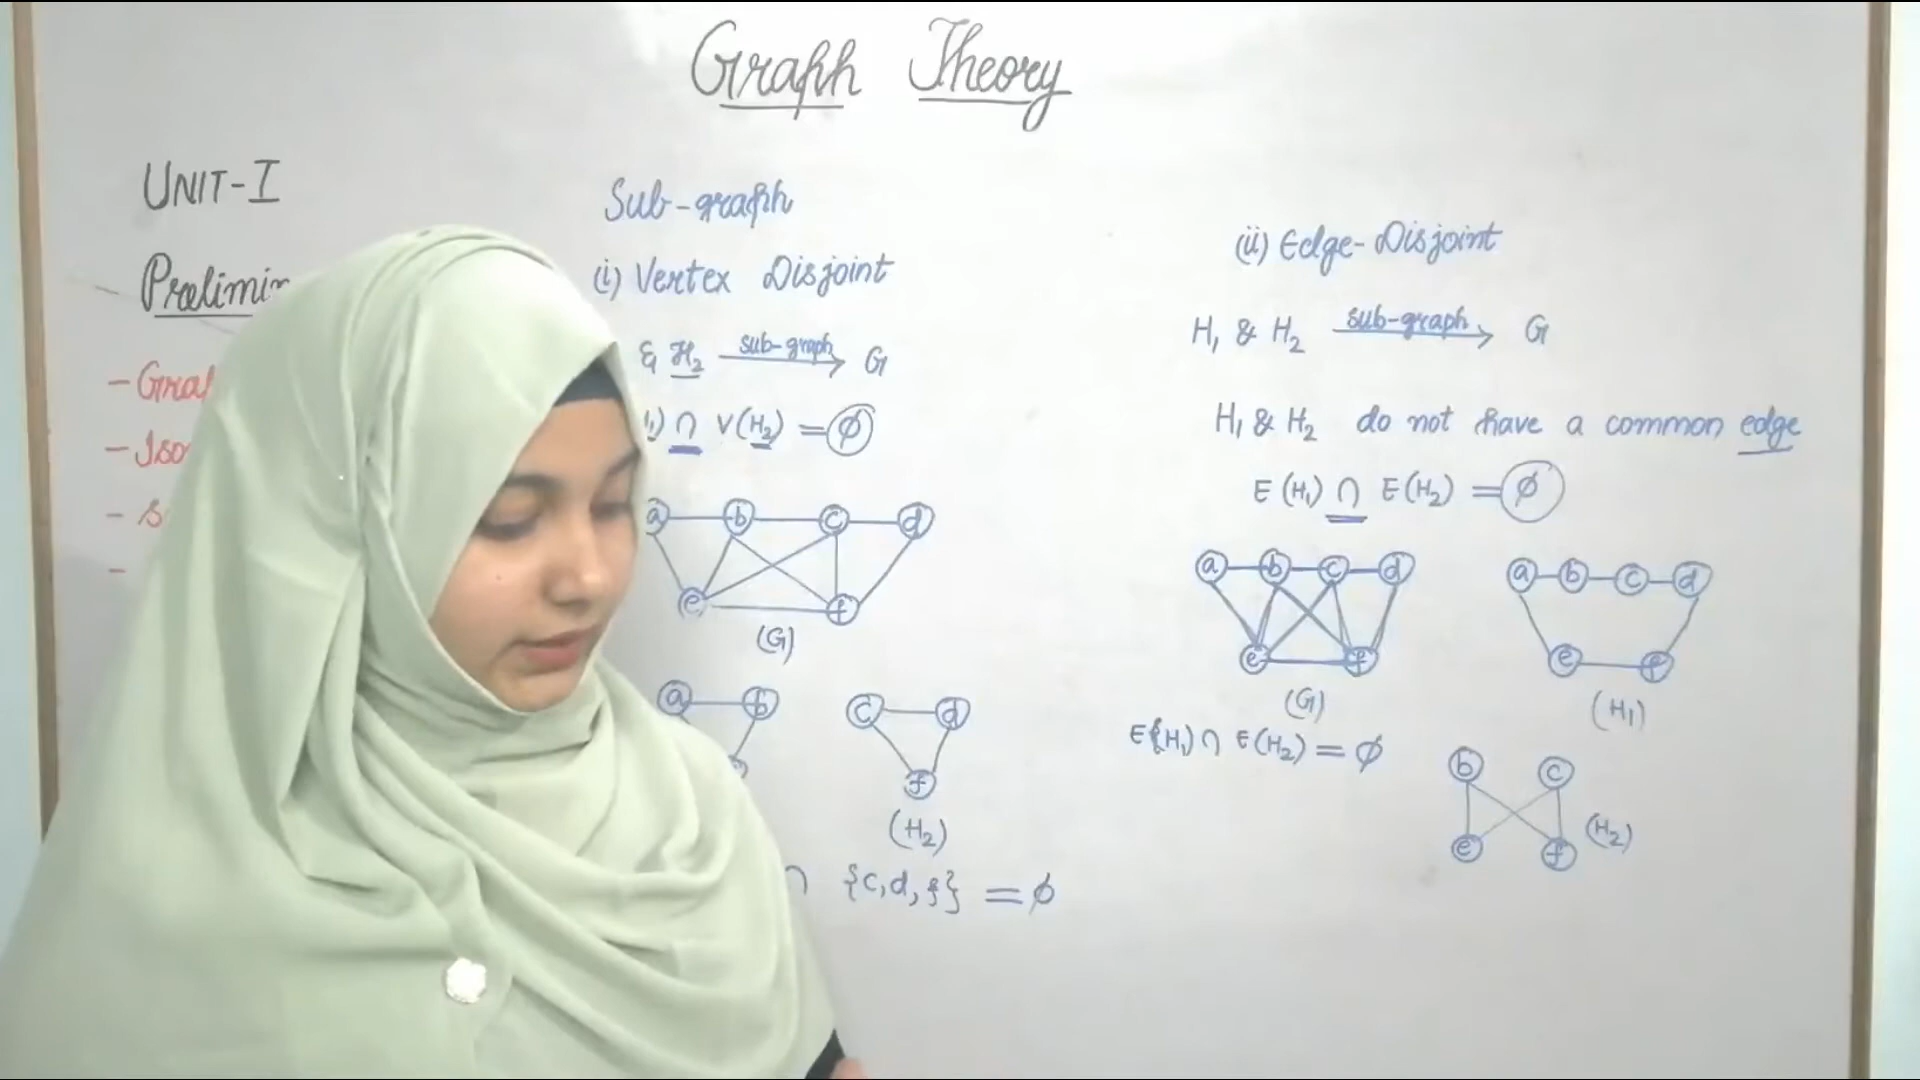 Graph Theory
UNIT-I
- IsO
Sub-graph
(i) Vertex Disjoint
& H₂ sub-graph G
) ∩ V(H₂) = ϕ
a b c d
e f
(G)
a b c d
f
(H₂)
∩ {c,d,f} = ϕ
(ii) Edge-Disjoint
H₁ & H₂ sub-graph G
H₁ & H₂ do not have a common edge
E(H₁) ∩ E(H₂) = ϕ
a b c d
e f
(G)
a b c d
e f
(H₁)
E{H₁) ∩ E(H₂) = ϕ
b c
e f
(H₂)